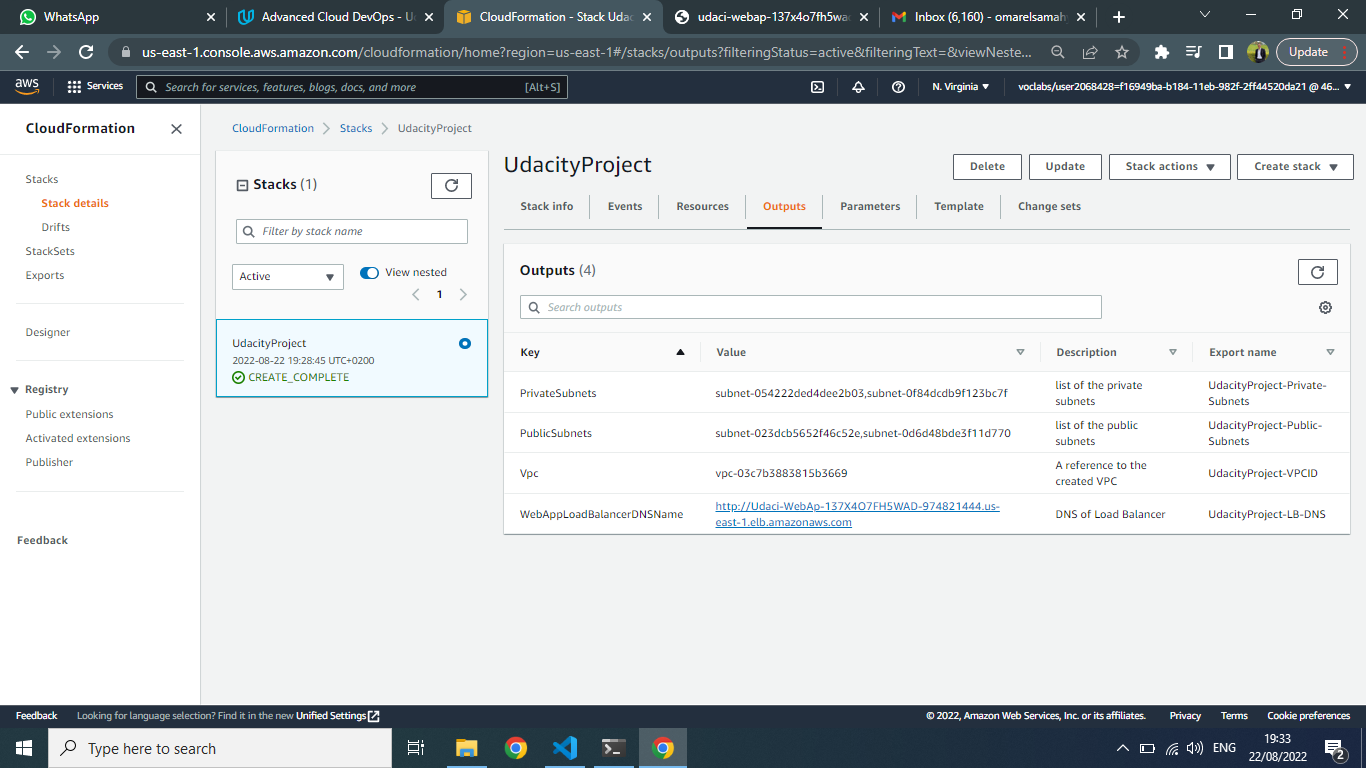 WhatsApp
Advanced Cloud DevOps - U
CloudFormation - Stack Udac
udaci-webap-137x4o7fh5wad
Inbox (6,160) - omarelsamahy
us-east-1.console.aws.amazon.com/cloudformation/home?region=us-east-1#/stacks/outputs?filteringStatus=active&filteringText=&viewNeste...
Update
aws
Services
Search for services, features, blogs, docs, and more
[Alt+S]
N. Virginia
voclabs/user2068428=f16949ba-b184-11eb-982f-2ff44520da21 @ 46...
CloudFormation
Stacks
Stack details
Drifts
StackSets
Exports
Designer
Registry
Public extensions
Activated extensions
Publisher
Feedback
CloudFormation > Stacks > UdacityProject
Stacks (1)
Filter by stack name
Active
View nested
1
UdacityProject
2022-08-22 19:28:45 UTC+0200
CREATE_COMPLETE
UdacityProject
Delete
Update
Stack actions
Create stack
Stack info
Events
Resources
Outputs
Parameters
Template
Change sets
Outputs (4)
Search outputs
Key
Value
Description
Export name
PrivateSubnets
subnet-054222ded4dee2b03,subnet-0f84dcdb9f123bc7f
list of the private
subnets
UdacityProject-Private-
Subnets
PublicSubnets
subnet-023dcb5652f46c52e,subnet-0d6d48bde3f11d770
list of the public
subnets
UdacityProject-Public-
Subnets
Vpc
vpc-03c7b3883815b3669
A reference to the
created VPC
UdacityProject-VPCID
WebAppLoadBalancerDNSName
http://Udaci-WebAp-137X4O7FH5WAD-974821444.us-
east-1.elb.amazonaws.com
DNS of Load Balancer
UdacityProject-LB-DNS
Feedback
Looking for language selection? Find it in the new Unified Settings
© 2022, Amazon Web Services, Inc. or its affiliates.
Privacy
Terms
Cookie preferences
Type here to search
ENG
19:33
22/08/2022
2